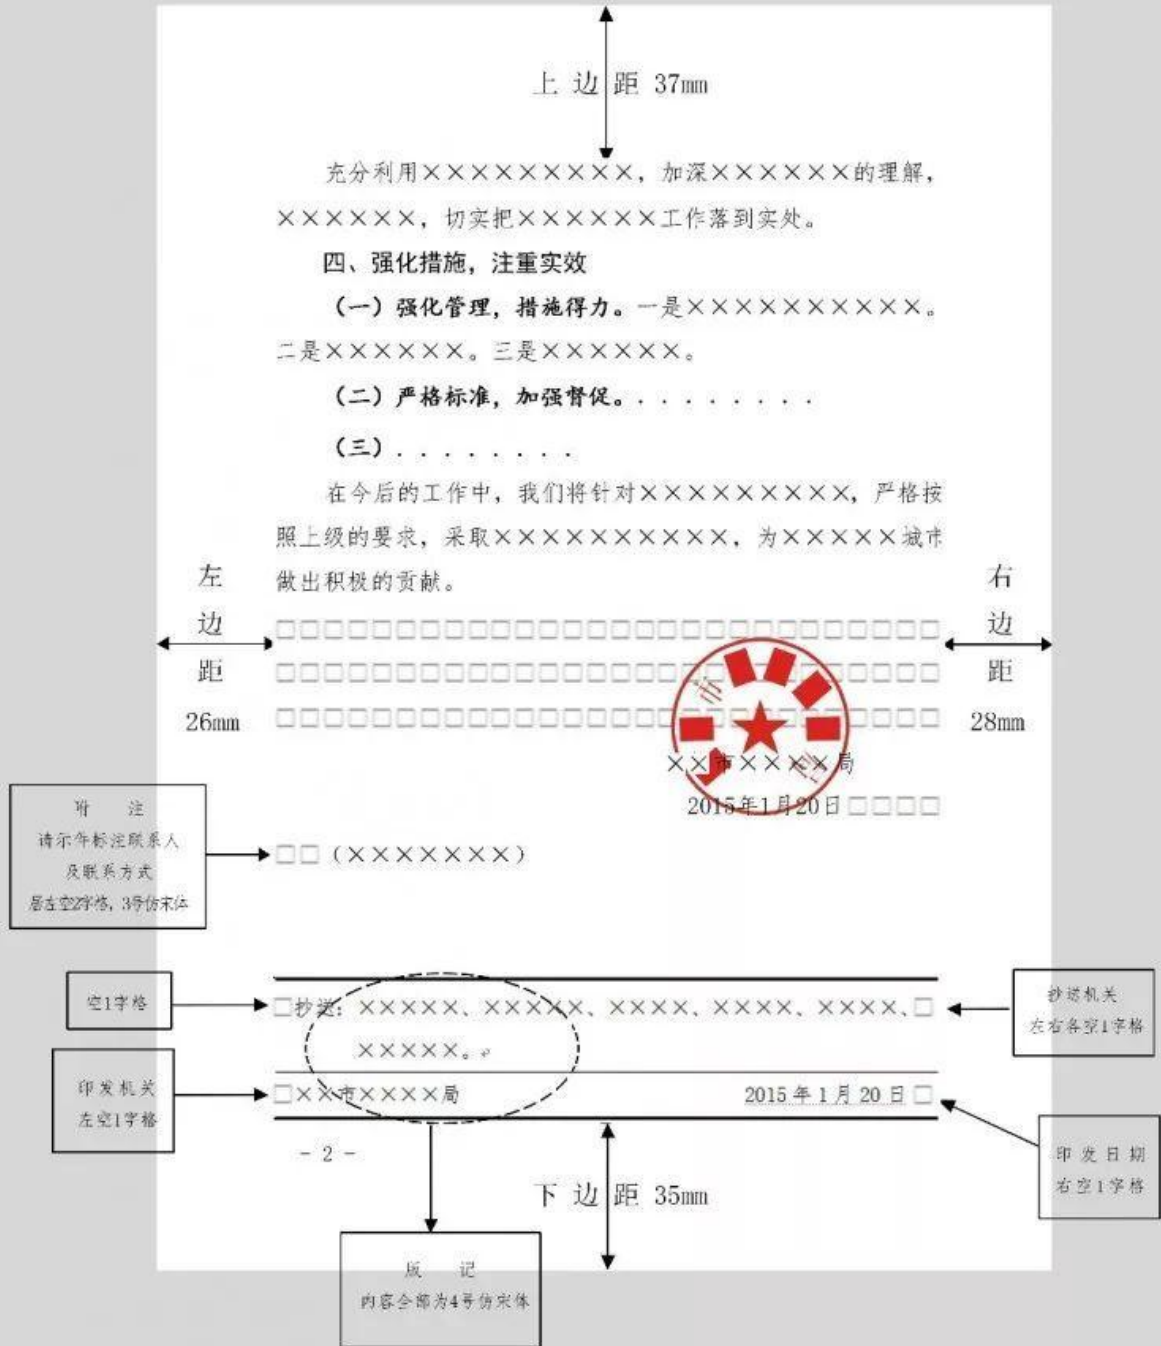 上 边 距 37mm
充分利用×××××××××，加深××××××的理解，
××××××，切实把××××××工作落到实处。
四、强化措施，注重实效
（一）强化管理，措施得力。一是××××××××××。
二是××××××。三是××××××。
（二）严格标准，加强督促。. . . . . . . .
（三）. . . . . . . .
在今后的工作中，我们将针对×××××××××，严格按
照上级的要求，采取××××××××××，为×××××城市
做出积极的贡献。
左边距 26mm
右边距 28mm
□□□□□□□□□□□□□□□□□□□□□□□□□□□□
□□□□□□□□□□□□□□□□□□□□□□□□□□□□
□□□□□□□□□□□□□□□□□□□□□□□□□□□□
市
××市××××局
2015年1月20日□□□□
附 注
请示件标注联系人
及联系方式
居左空2字格，3号仿宋体
□□（×××××××）
空1字格
□抄送：×××××、×××××、××××、××××、××××、□
×××××。
抄送机关
左右各空1字格
印发机关
左空1字格
□××市××××局 2015 年 1 月 20 日 □
- 2 -
印 发 日 期
右 空 1 字 格
下 边 距 35mm
版 记
内容全部为4号仿宋体